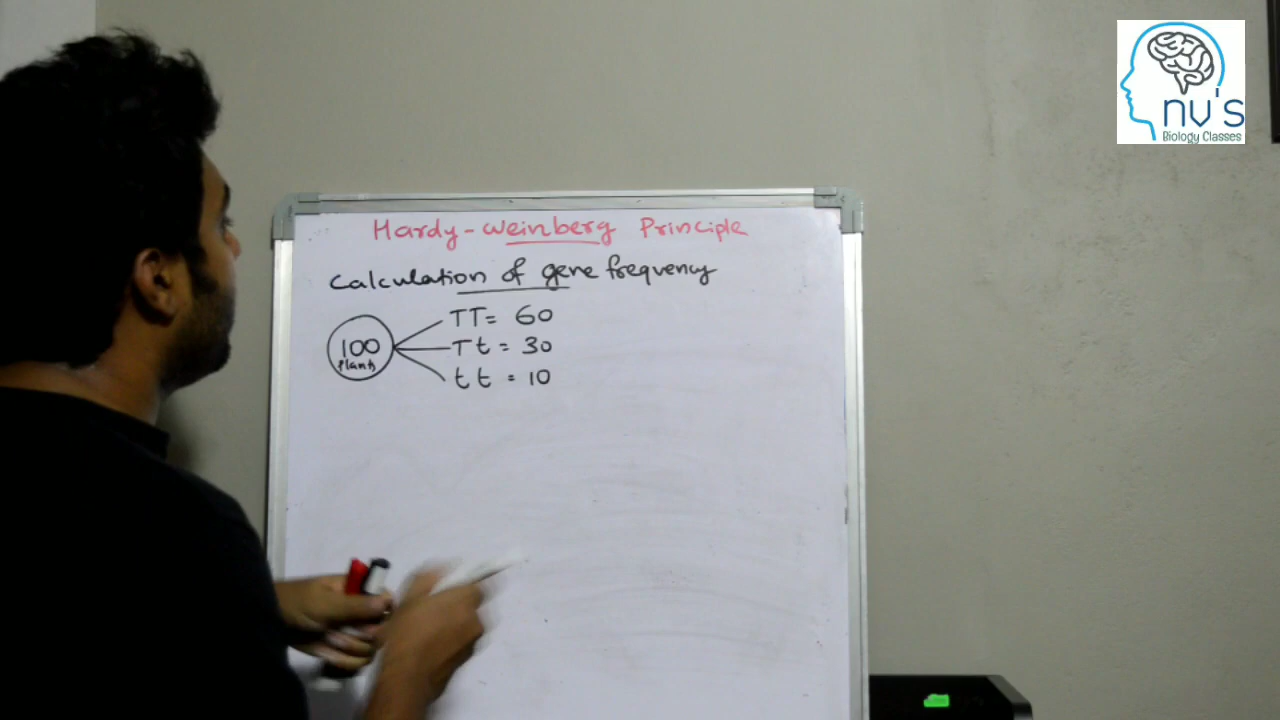 nv's
Biology Classes
Hardy-Weinberg Principle
Calculation of gene frequency
100
Plants
TT= 60
Tt = 30
tt = 10